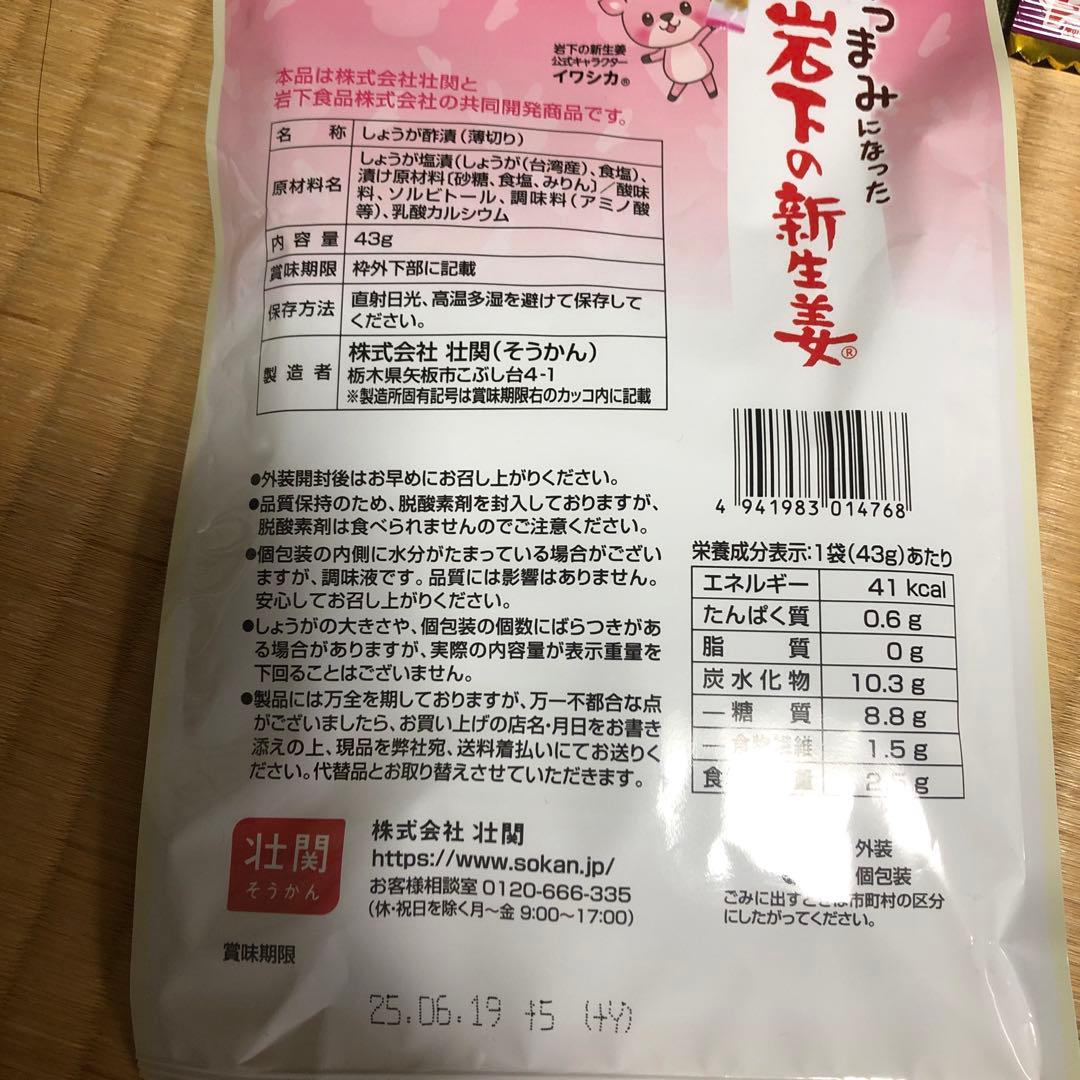 つまみになった
岩下の新生姜®
岩下の新生姜
公式キャラクター
イワシカ®
本品は株式会社壮関と
岩下食品株式会社の共同開発商品です。
名称 しょうが酢漬(薄切り)
原材料名 しょうが塩漬(しょうが(台湾産)、食塩)、
漬け原材料〔砂糖、食塩、みりん〕/酸味
料、ソルビトール、調味料(アミノ酸
等)、乳酸カルシウム
内容量 43g
賞味期限 枠外下部に記載
保存方法 直射日光、高温多湿を避けて保存して
ください。
製造者 株式会社 壮関(そうかん)
栃木県矢板市こぶし台4-1
※製造所固有記号は賞味期限右のカッコ内に記載
●外装開封後はお早めにお召し上がりください。
●品質保持のため、脱酸素剤を封入しておりますが、
脱酸素剤は食べられませんのでご注意ください。
●個包装の内側に水分がたまっている場合がござい
ますが、調味液です。品質には影響はありません。
安心してお召し上がりください。
●しょうがの大きさや、個包装の個数にばらつきがあ
る場合がありますが、実際の内容量が表示重量を
下回ることはございません。
●製品には万全を期しておりますが、万一不都合な点
がございましたら、お買い上げの店名・月日をお書き
添えの上、現品を弊社宛、送料着払いにてお送りく
ださい。代替品とお取り替えさせていただきます。
4 941983 014768
栄養成分表示:1袋(43g)あたり
エネルギー 41 kcal
たんぱく質 0.6 g
脂質 0 g
炭水化物 10.3 g
―糖質 8.8 g
―食物繊維 1.5 g
食 量 2. g
壮関
そうかん
株式会社 壮関
https://www.sokan.jp/
お客様相談室 0120-666-335
(休・祝日を除く月〜金 9:00〜17:00)
外装
個包装
ごみに出すときは市町村の区分
にしたがってください。
賞味期限
25.06.19 +5 (+Y)